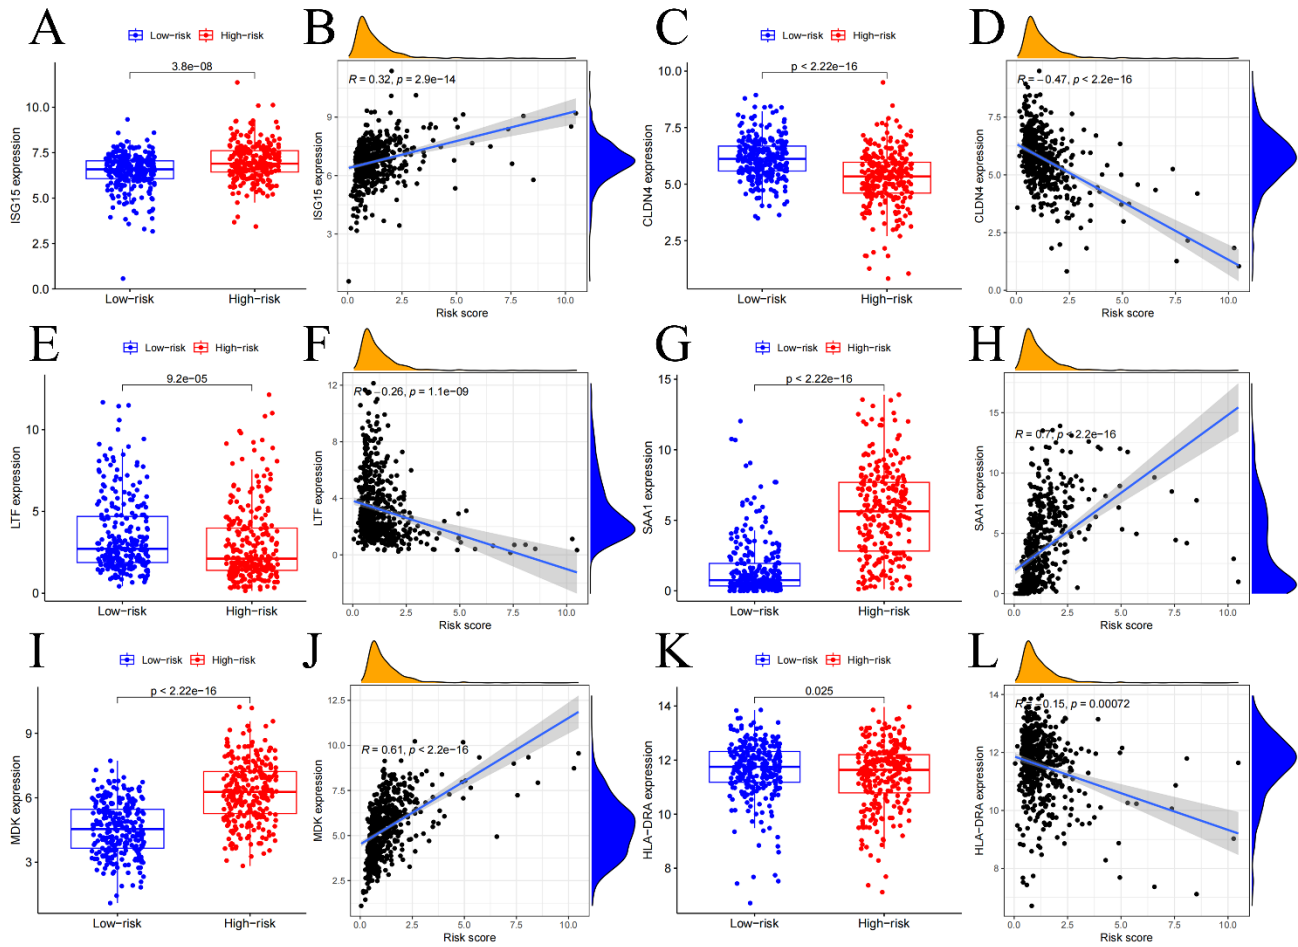 A
Low-risk High-risk
3.8e-08
ISG15 expression
10.0
7.5
5.0
2.5
0.0
Low-risk High-risk
B
R = 0.32, p = 2.9e-14
ISG15 expression
9
6
3
0.0 2.5 5.0 7.5 10.0
Risk score
C
Low-risk High-risk
p < 2.22e-16
CLDN4 expression
10.0
7.5
5.0
2.5
Low-risk High-risk
D
R = -0.47, p < 2.2e-16
CLDN4 expression
10.0
7.5
5.0
2.5
0.0
0.0 2.5 5.0 7.5 10.0
Risk score
E
Low-risk High-risk
9.2e-05
LTF expression
10
5
0
Low-risk High-risk
F
R = -0.26, p = 1.1e-09
LTF expression
12
8
4
0
0.0 2.5 5.0 7.5 10.0
Risk score
G
Low-risk High-risk
p < 2.22e-16
SAA1 expression
15
10
5
0
Low-risk High-risk
H
R = 0.7, p < 2.2e-16
SAA1 expression
15
10
5
0
0.0 2.5 5.0 7.5 10.0
Risk score
I
Low-risk High-risk
p < 2.22e-16
MDK expression
9
6
3
Low-risk High-risk
J
R = 0.61, p < 2.2e-16
MDK expression
12.5
10.0
7.5
5.0
2.5
0.0 2.5 5.0 7.5 10.0
Risk score
K
Low-risk High-risk
0.025
HLA-DRA expression
14
12
10
8
Low-risk High-risk
L
R = -0.15, p = 0.00072
HLA-DRA expression
14
12
10
8
0.0 2.5 5.0 7.5 10.0
Risk score